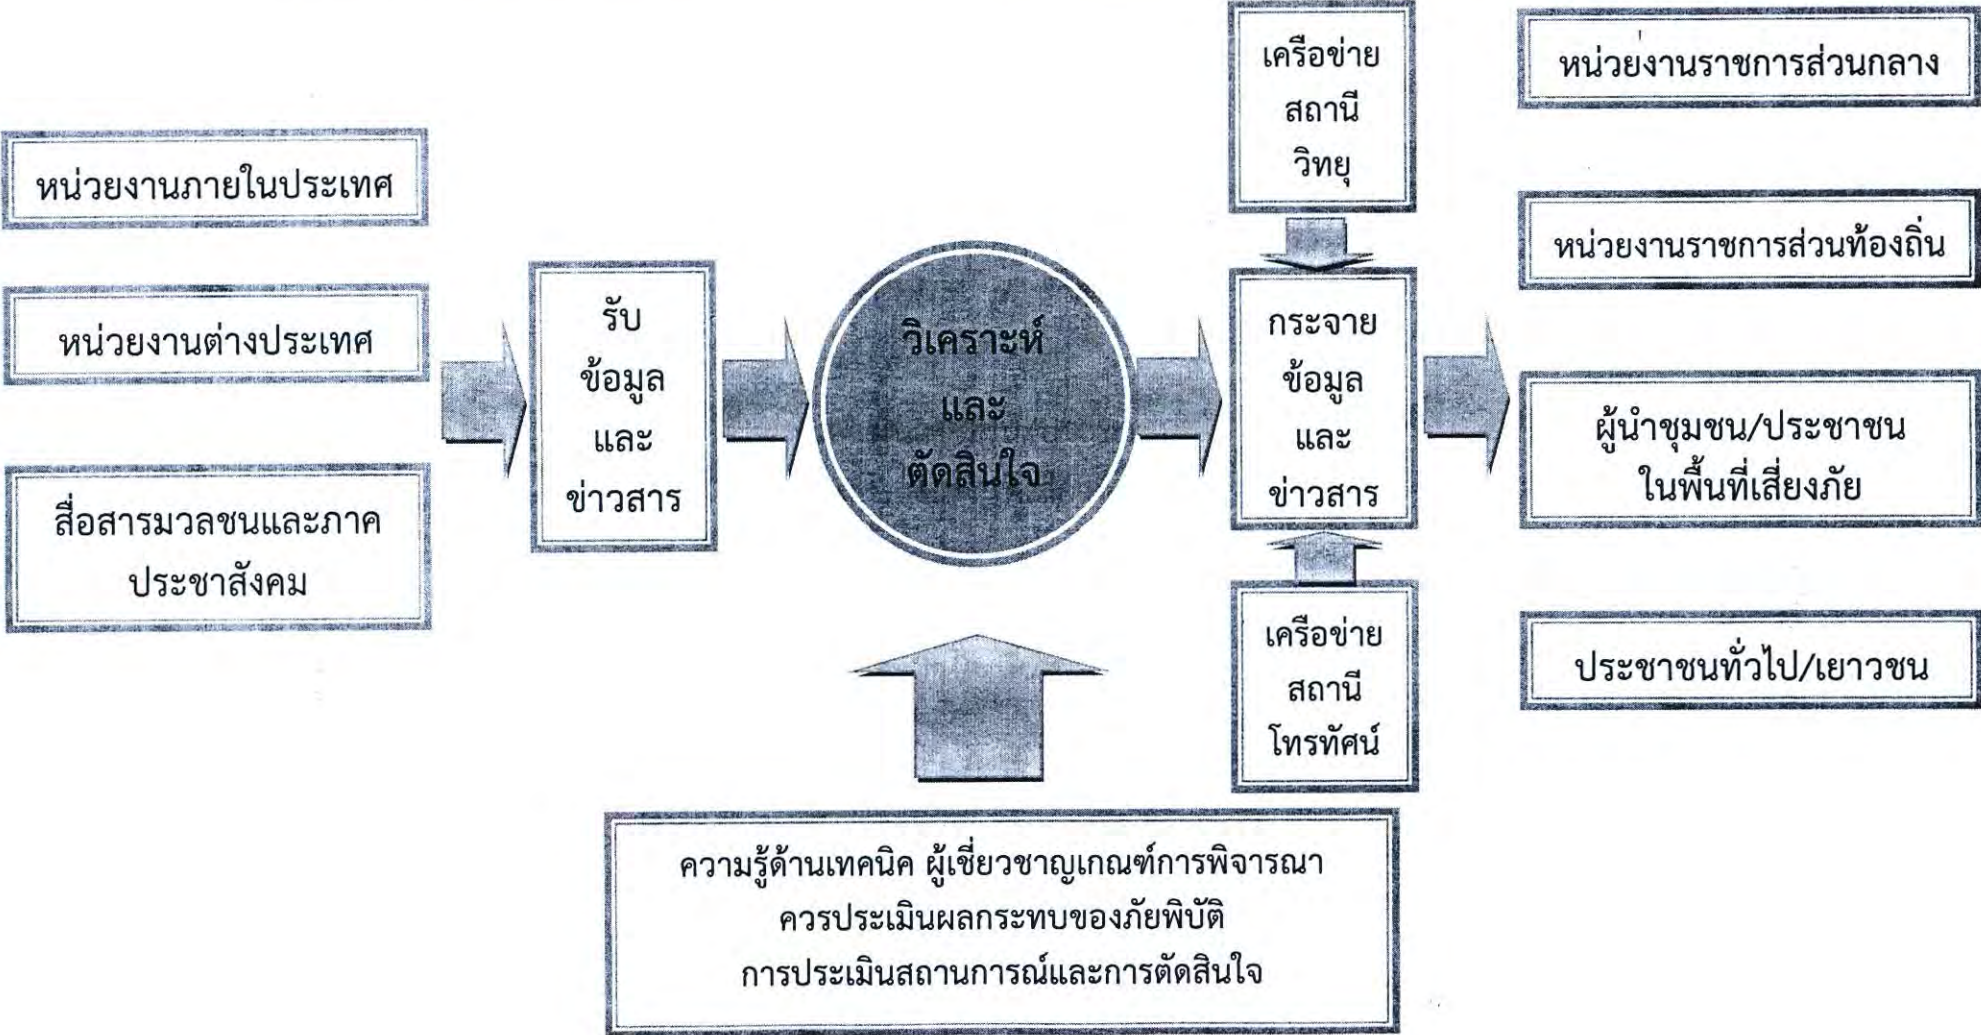 หน่วยงานภายในประเทศ
หน่วยงานต่างประเทศ
สื่อสารมวลชนและภาค
ประชาสังคม
รับ
ข้อมูล
และ
ข่าวสาร
วิเคราะห์
และ
ตัดสินใจ
ความรู้ด้านเทคนิค ผู้เชี่ยวชาญเกณฑ์การพิจารณา
ควรประเมินผลกระทบของภัยพิบัติ
การประเมินสถานการณ์และการตัดสินใจ
เครือข่าย
สถานี
วิทยุ
กระจาย
ข้อมูล
และ
ข่าวสาร
เครือข่าย
สถานี
โทรทัศน์
หน่วยงานราชการส่วนกลาง
หน่วยงานราชการส่วนท้องถิ่น
ผู้นำชุมชน/ประชาชน
ในพื้นที่เสี่ยงภัย
ประชาชนทั่วไป/เยาวชน